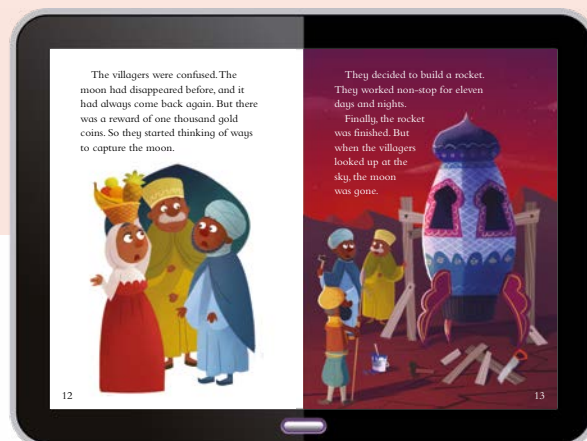 The villagers were confused. The
moon had disappeared before, and it
had always come back again. But there
was a reward of one thousand gold
coins. So they started thinking of ways
to capture the moon.
12
They decided to build a rocket.
They worked non-stop for eleven
days and nights.
Finally, the rocket
was finished. But
when the villagers
looked up at the
sky, the moon
was gone.
13